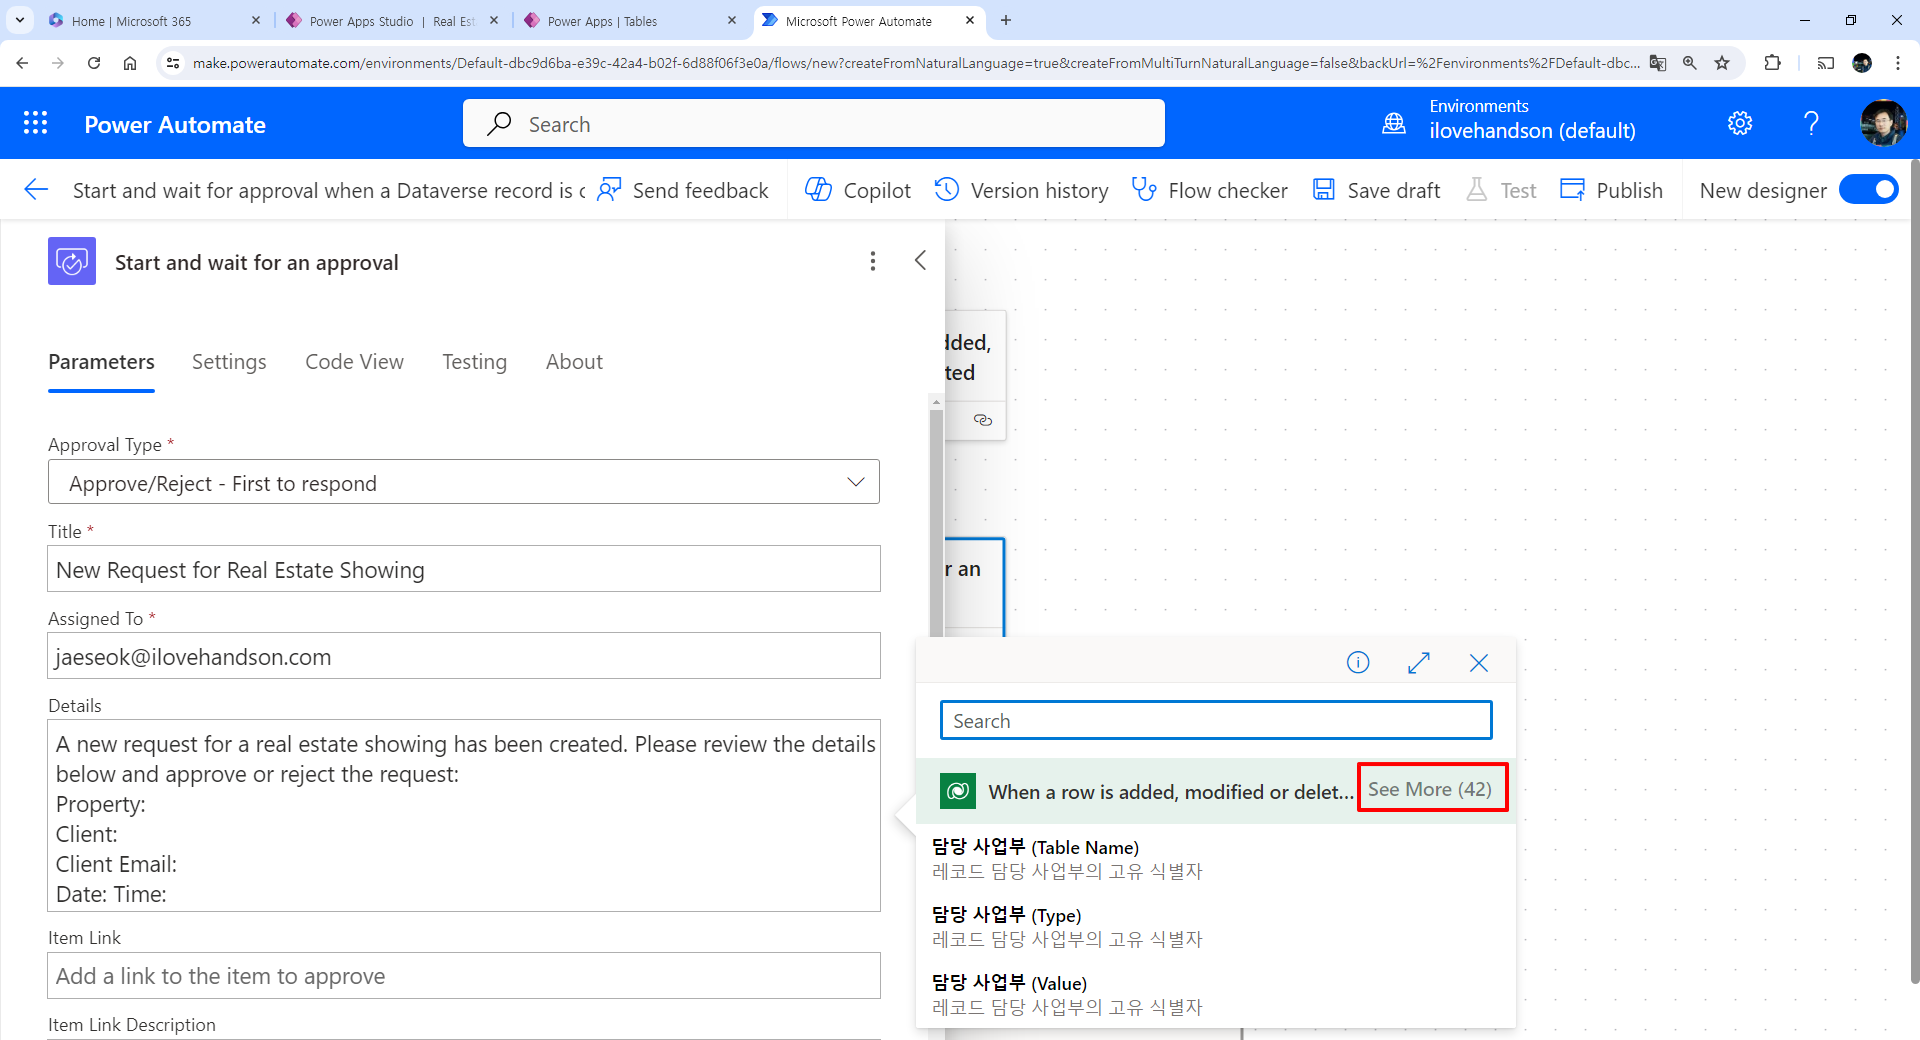 Home | Microsoft 365
Power Apps Studio | Real Est
Power Apps | Tables
Microsoft Power Automate
make.powerautomate.com/environments/Default-dbc9d6ba-e39c-42a4-b02f-6d88f06f3e0a/flows/new?createFromNaturalLanguage=true&createFromMultiTurnNaturalLanguage=false&backUrl=%2Fenvironments%2FDefault-dbc...
Power Automate
Search
Environments
ilovehandson (default)
Start and wait for approval when a Dataverse record is c
Send feedback
Copilot
Version history
Flow checker
Save draft
Test
Publish
New designer
Start and wait for an approval
Parameters
Settings
Code View
Testing
About
dded,
ted
r an
Approval Type *
Approve/Reject - First to respond
Title *
New Request for Real Estate Showing
Assigned To *
jaeseok@ilovehandson.com
Details
A new request for a real estate showing has been created. Please review the details
below and approve or reject the request:
Property:
Client:
Client Email:
Date: Time:
Item Link
Add a link to the item to approve
Item Link Description
Search
When a row is added, modified or delet...
See More (42)
담당 사업부 (Table Name)
레코드 담당 사업부의 고유 식별자
담당 사업부 (Type)
레코드 담당 사업부의 고유 식별자
담당 사업부 (Value)
레코드 담당 사업부의 고유 식별자